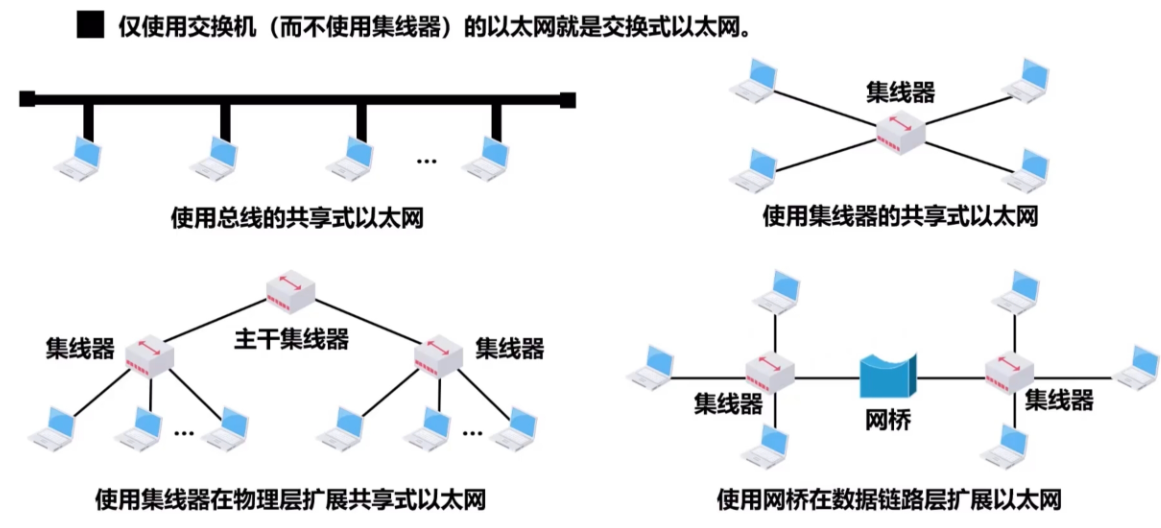 仅使用交换机（而不使用集线器）的以太网就是交换式以太网。
...
使用总线的共享式以太网
集线器
使用集线器的共享式以太网
集线器
主干集线器
集线器
...
...
使用集线器在物理层扩展共享式以太网
集线器
网桥
集线器
使用网桥在数据链路层扩展以太网